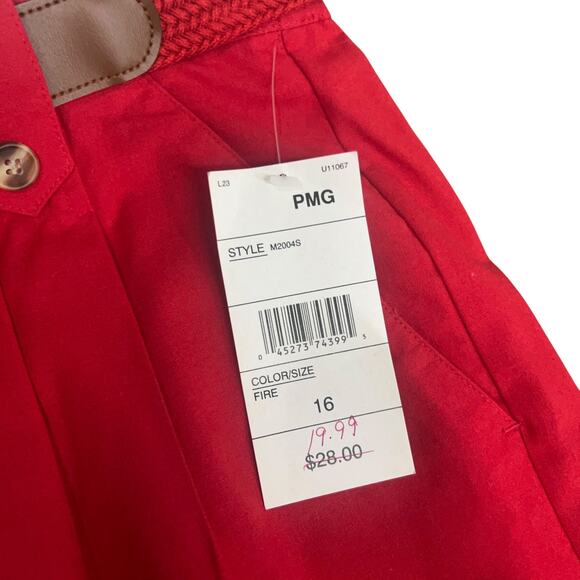 L23 U11067
PMG
STYLE M2004S
0 45273 74399 5
COLOR/SIZE
FIRE
16
19.99
$28.00